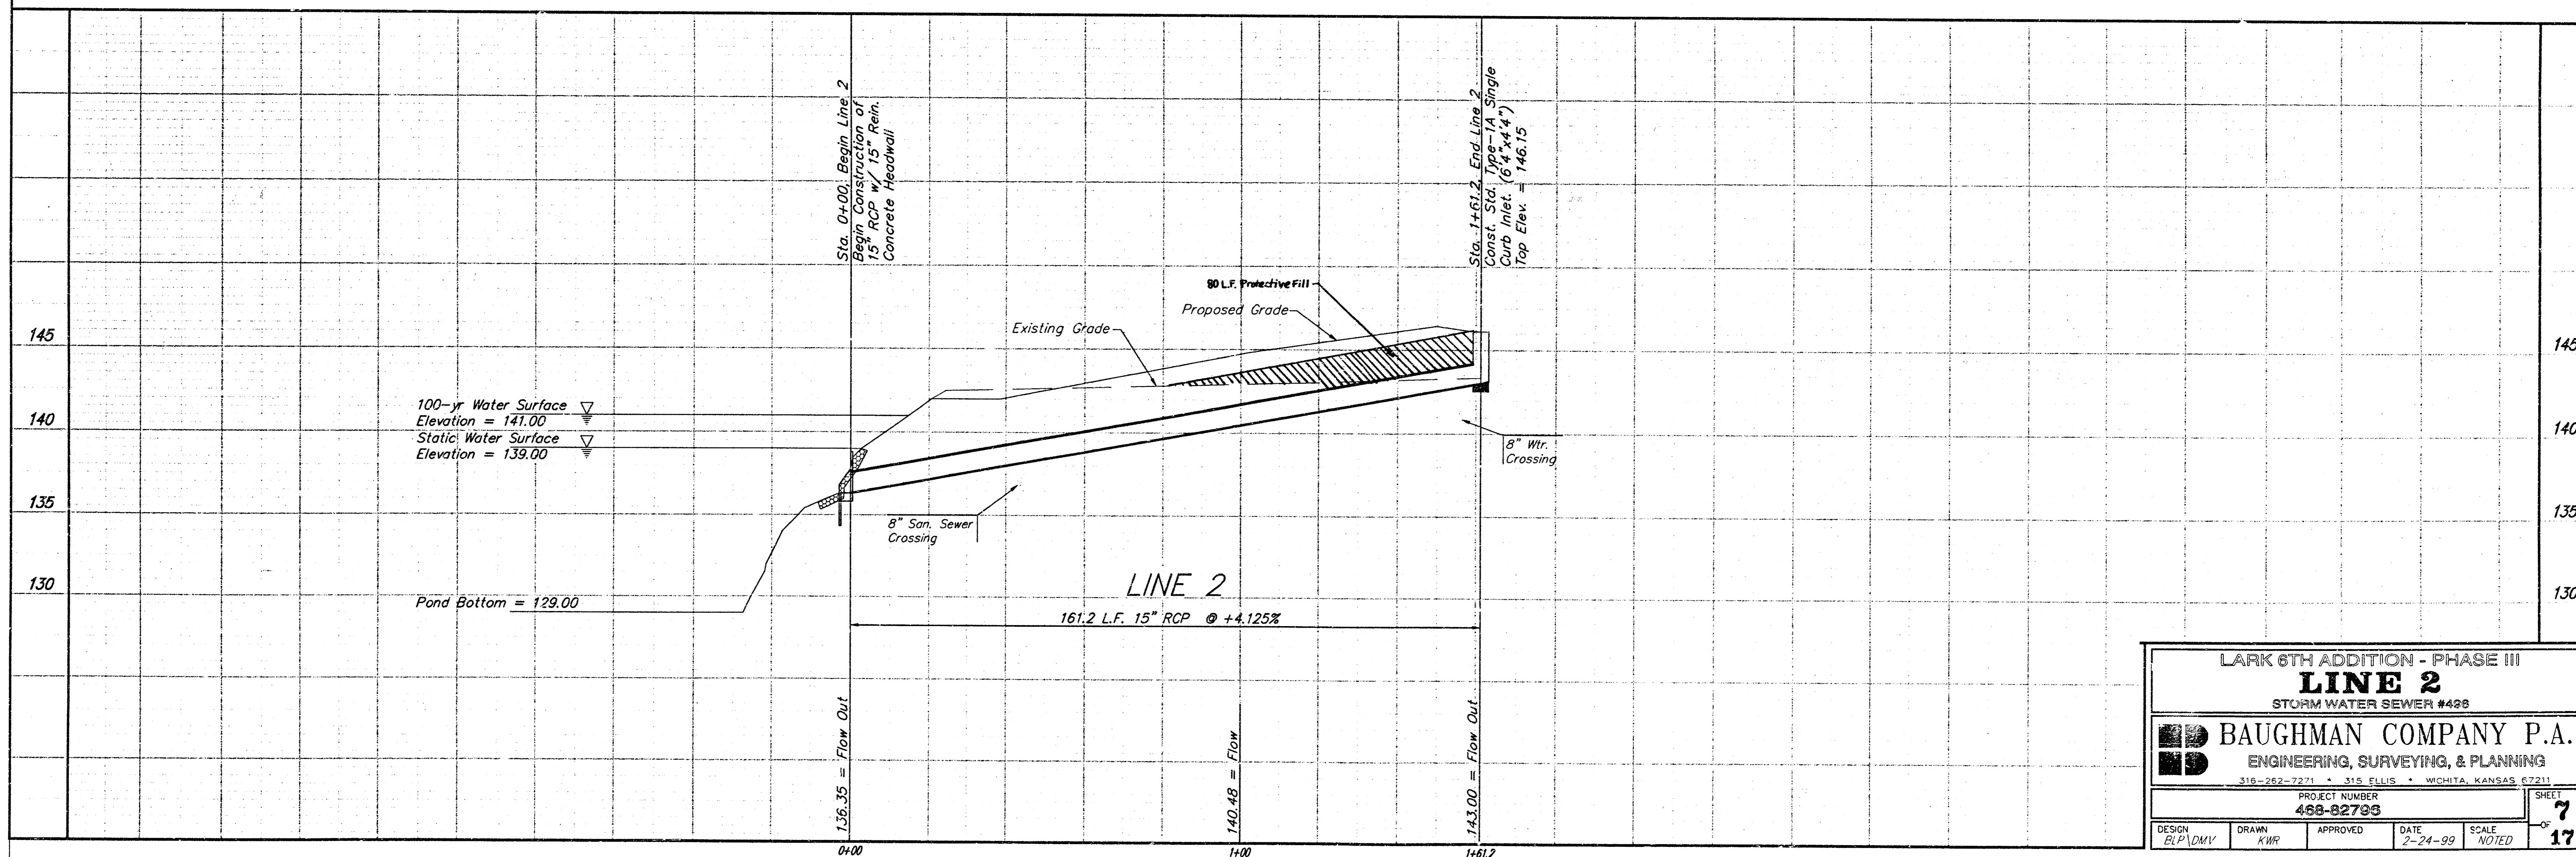 Sta. 0+00, Begin Line 2
Begin Construction of
15" RCP w/ 15" Rein.
Concrete Headwall
Sta. 1+61.2, End Line 2
Const. Std. Type-1A Single
Curb Inlet. (6'4"x4'4")
Top Elev. = 146.15
80 L.F. Protective Fill
Proposed Grade
Existing Grade
145
145
100-yr Water Surface
Elevation = 141.00
140
140
Static Water Surface
Elevation = 139.00
8" Wtr.
Crossing
135
135
8" San. Sewer
Crossing
130
130
Pond Bottom = 129.00
LINE 2
161.2 L.F. 15" RCP @ +4.125%
136.35 = Flow Out
140.48 = Flow
143.00 = Flow Out
0+00
1+00
1+61.2
LARK 6TH ADDITION - PHASE III
LINE 2
STORM WATER SEWER #496
BAUGHMAN COMPANY P.A.
ENGINEERING, SURVEYING, & PLANNING
316-262-7271 * 315 ELLIS * WICHITA, KANSAS 67211
PROJECT NUMBER
468-82796
SHEET
7
OF
17
DESIGN
BLP\DMV
DRAWN
KWR
APPROVED
DATE
2-24-99
SCALE
NOTED